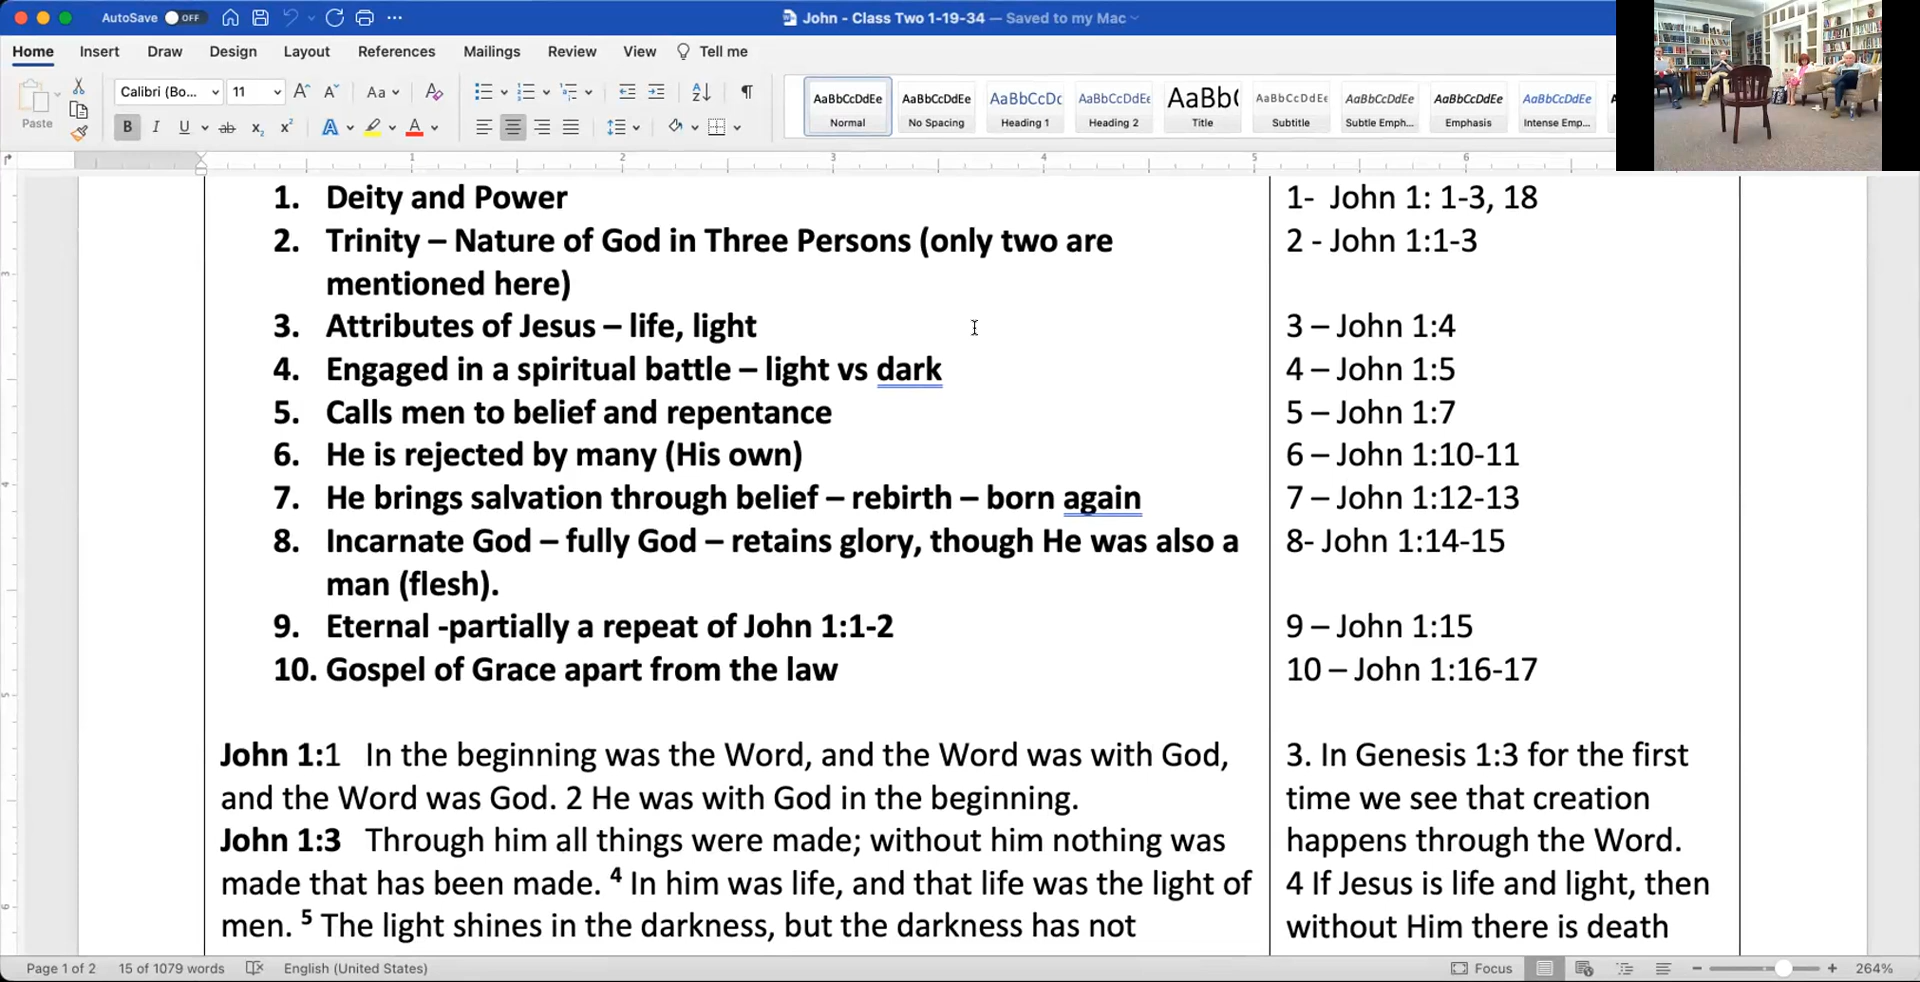 AutoSave OFF
John - Class Two 1-19-34 — Saved to my Mac
Home Insert Draw Design Layout References Mailings Review View Tell me
Paste
Calibri (Bo... 11
AaBbCcDdEe AaBbCcDdEe AaBbCcDc AaBbCcDdEe AaBb( AaBbCcDdEe AaBbCcDdEe AaBbCcDdEe AaBbCcDdEe
Normal No Spacing Heading 1 Heading 2 Title Subtitle Subtle Emph... Emphasis Intense Emp...
1 2 3 4 5 6
1. Deity and Power 1- John 1: 1-3, 18
2. Trinity – Nature of God in Three Persons (only two are 2 - John 1:1-3
mentioned here)
3. Attributes of Jesus – life, light 3 – John 1:4
4. Engaged in a spiritual battle – light vs dark 4 – John 1:5
5. Calls men to belief and repentance 5 – John 1:7
6. He is rejected by many (His own) 6 – John 1:10-11
7. He brings salvation through belief – rebirth – born again 7 – John 1:12-13
8. Incarnate God – fully God – retains glory, though He was also a 8- John 1:14-15
man (flesh).
9. Eternal -partially a repeat of John 1:1-2 9 – John 1:15
10. Gospel of Grace apart from the law 10 – John 1:16-17
John 1:1 In the beginning was the Word, and the Word was with God, 3. In Genesis 1:3 for the first
and the Word was God. 2 He was with God in the beginning. time we see that creation
John 1:3 Through him all things were made; without him nothing was happens through the Word.
made that has been made. 4 In him was life, and that life was the light of 4 If Jesus is life and light, then
men. 5 The light shines in the darkness, but the darkness has not without Him there is death
Page 1 of 2 15 of 1079 words English (United States) Focus 264%